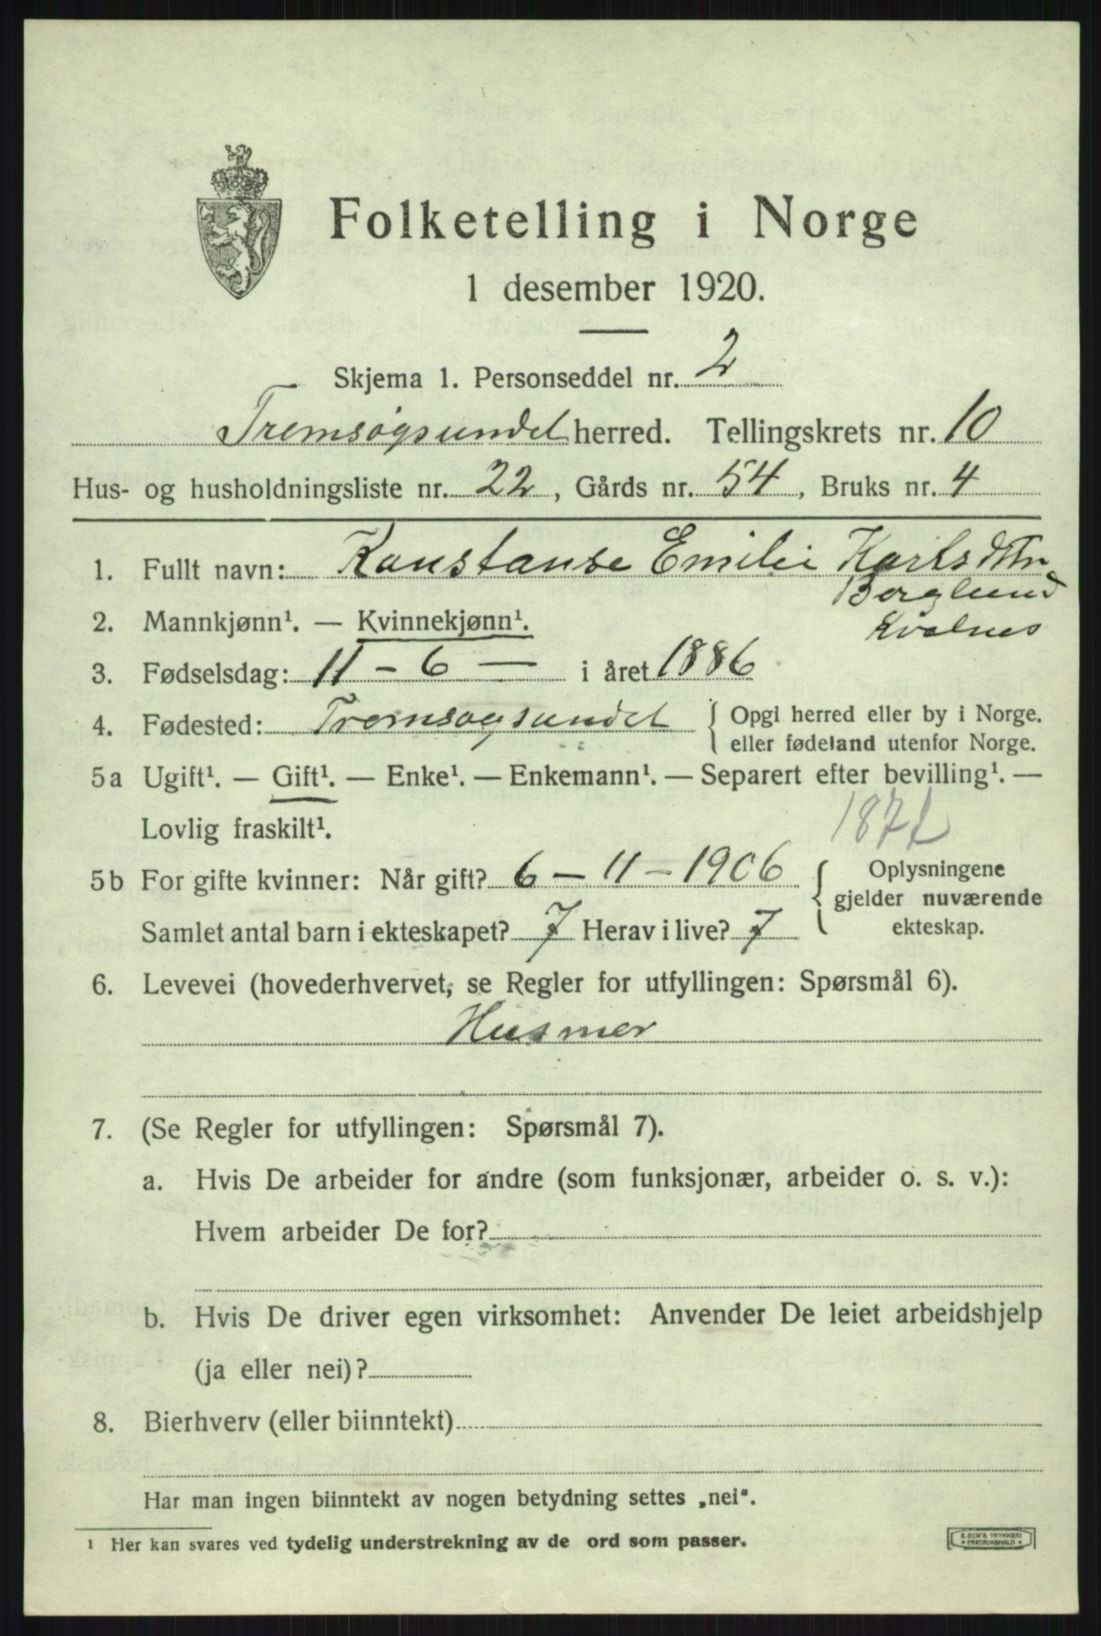 Folketelling i Norge
1 desember 1920.
Skjema 1. Personseddel nr. 2
Tromsøysundet herred. Tellingskrets nr. 10
Hus- og husholdningsliste nr. 22, Gårds nr. 54, Bruks nr. 4
1. Fullt navn: Konstanse Emilie Karls dtr.
Berglund
Kvalnes
2. Mannkjønn¹. — Kvinnekjønn¹.
3. Fødselsdag: 11 - 6 — i året 1886
4. Fødested: Tromsøysundet { Opgi herred eller by i Norge.
eller fødeland utenfor Norge.
5a Ugift¹. — Gift¹. — Enke¹. — Enkemann¹. — Separert efter bevilling¹. —
Lovlig fraskilt¹.
5b For gifte kvinner: Når gift? 6 - 11 - 1906 { Oplysningene
gjelder nuværende
ekteskap.
Samlet antal barn i ekteskapet? 7 Herav i live? 7
6. Levevei (hovederhvervet, se Regler for utfyllingen: Spørsmål 6).
Husmor
7. (Se Regler for utfyllingen: Spørsmål 7).
a. Hvis De arbeider for andre (som funksjonær, arbeider o. s. v.):
Hvem arbeider De for?
b. Hvis De driver egen virksomhet: Anvender De leiet arbeidshjelp
(ja eller nei)?
8. Bierhverv (eller biinntekt)
Har man ingen biinntekt av nogen betydning settes „nei".
¹ Her kan svares ved tydelig understrekning av de ord som passer.